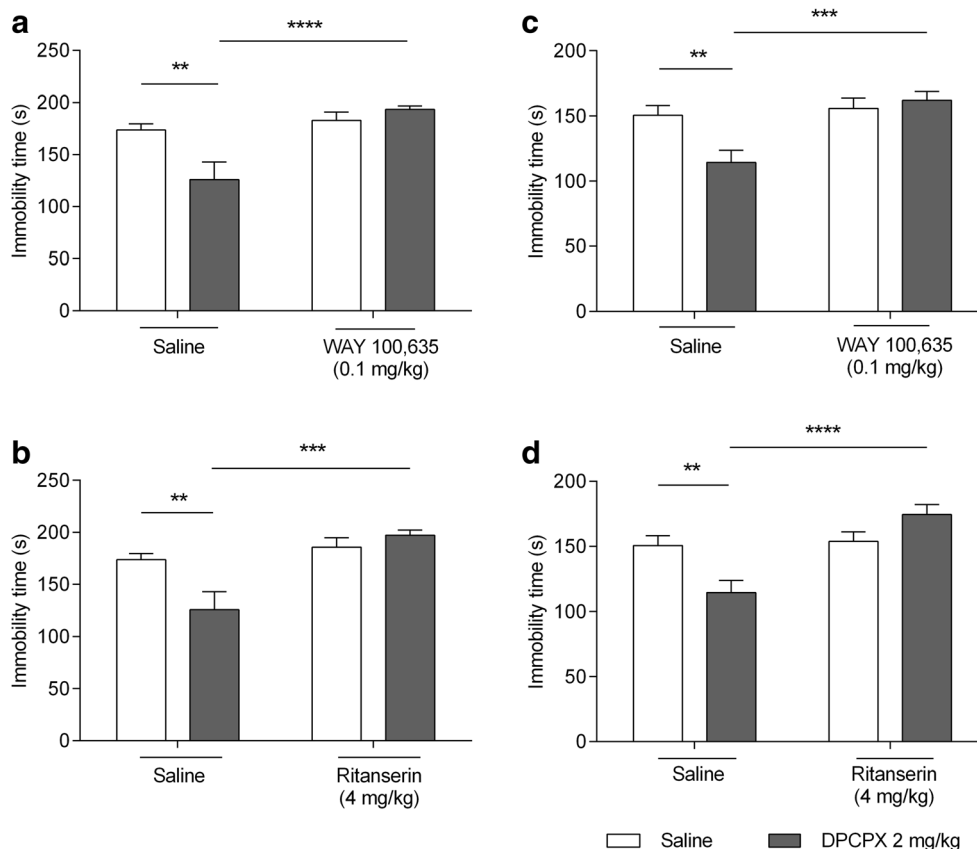 a
****
**
Immobility time (s)
250
200
150
100
50
0
Saline
WAY 100,635
(0.1 mg/kg)
c
***
**
Immobility time (s)
200
150
100
50
0
Saline
WAY 100,635
(0.1 mg/kg)
b
***
**
Immobility time (s)
250
200
150
100
50
0
Saline
Ritanserin
(4 mg/kg)
d
****
**
Immobility time (s)
200
150
100
50
0
Saline
Ritanserin
(4 mg/kg)
Saline
DPCPX 2 mg/kg